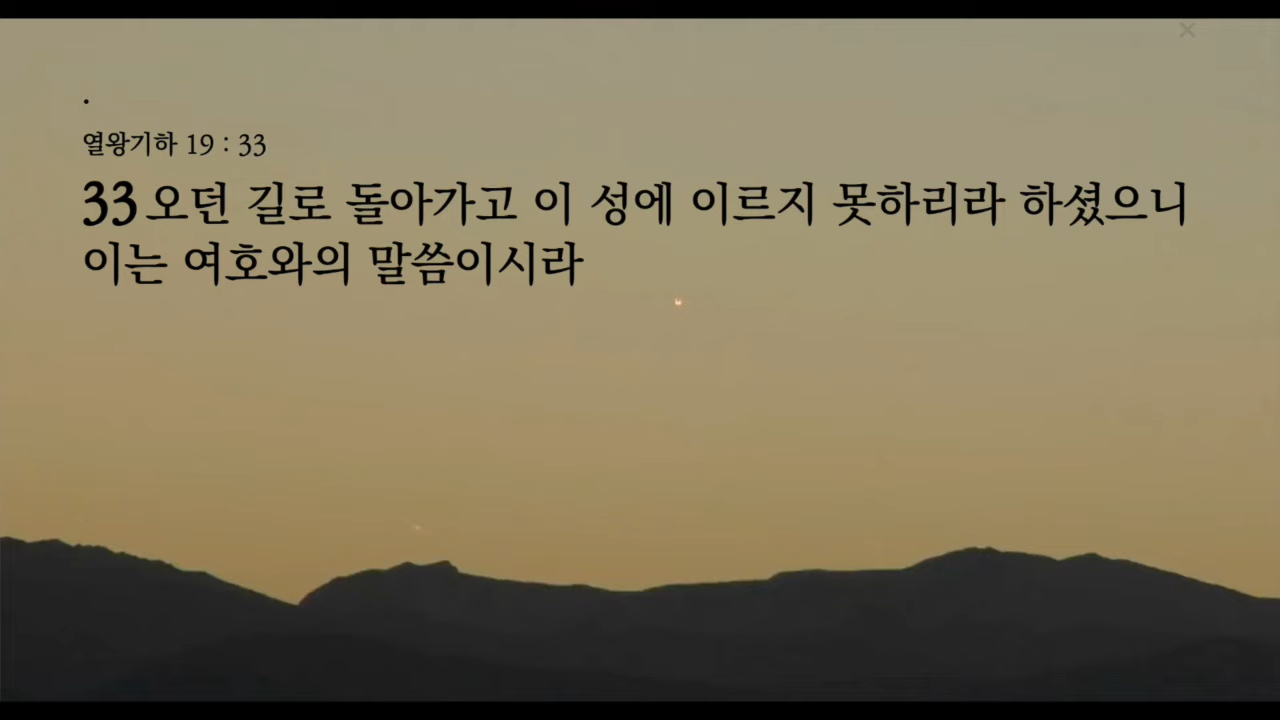 .
열왕기하 19 : 33
33 오던 길로 돌아가고 이 성에 이르지 못하리라 하셨으니
이는 여호와의 말씀이시라